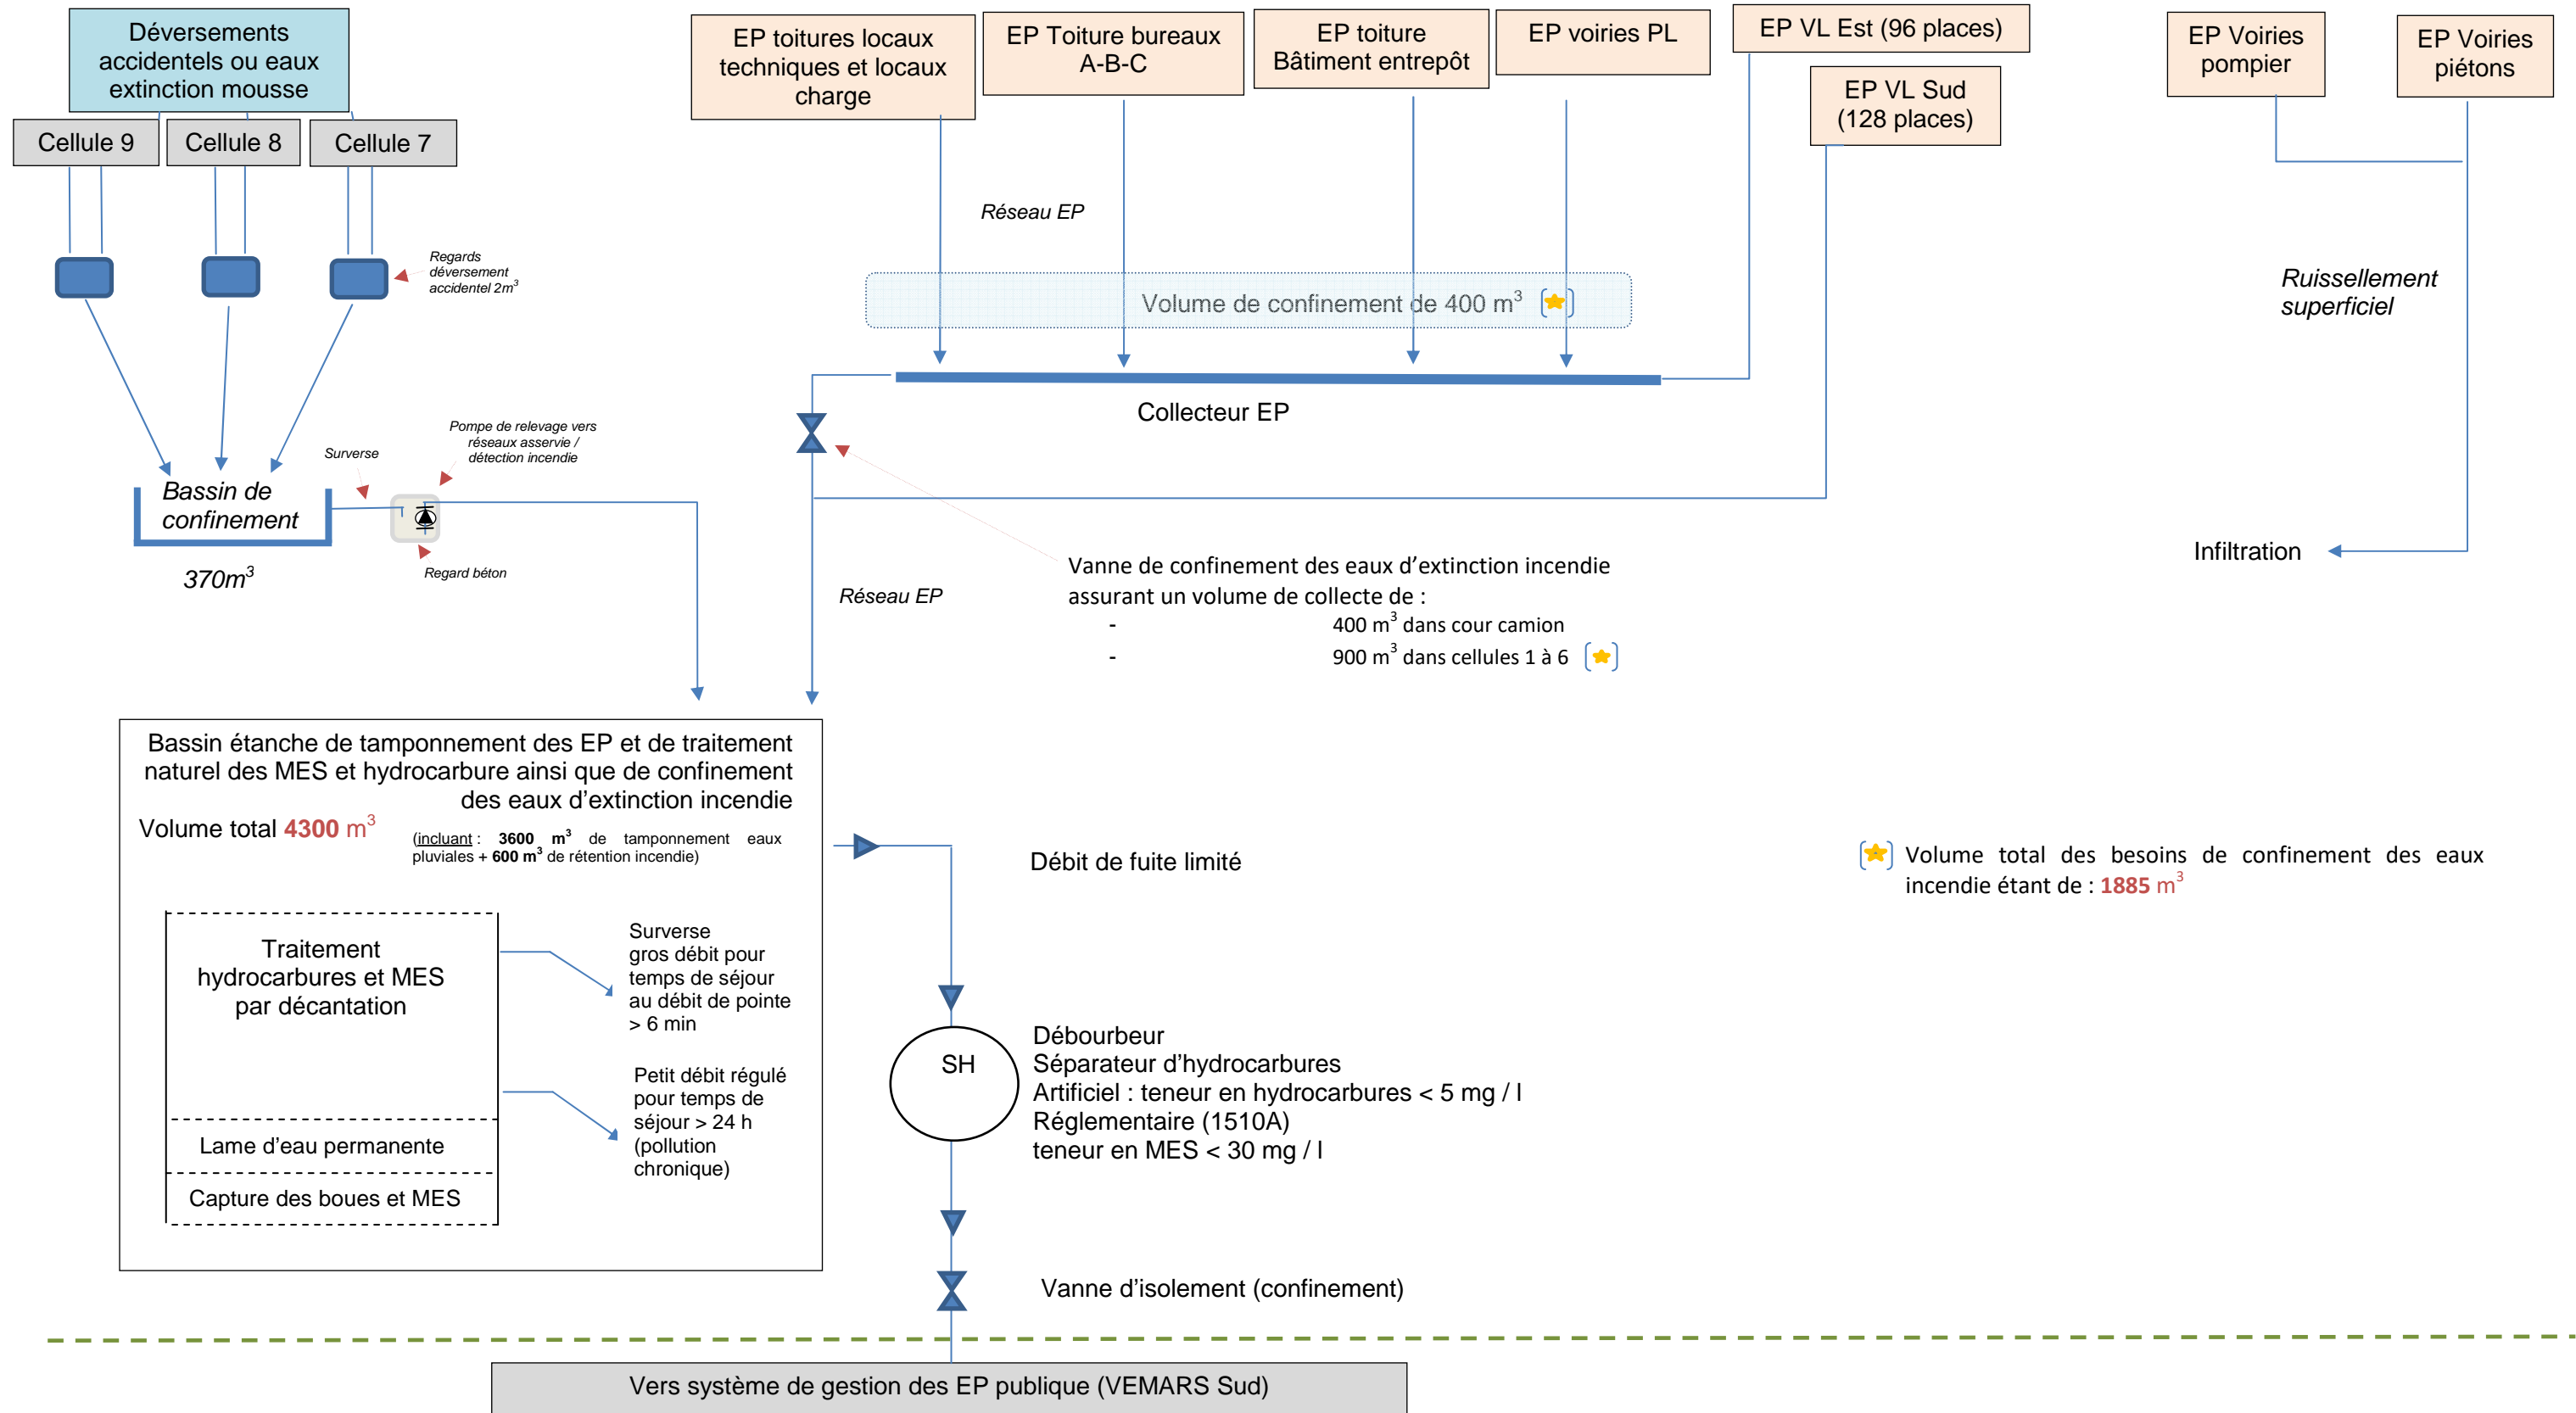 Déversements
accidentels ou eaux
extinction mousse
Cellule 9
Cellule 8
Cellule 7
Regards
déversement
accidentel 2m³
EP toitures locaux
techniques et locaux
charge
EP Toiture bureaux
A-B-C
EP toiture
Bâtiment entrepôt
EP voiries PL
EP VL Est (96 places)
EP VL Sud
(128 places)
EP Voiries
pompier
EP Voiries
piétons
Réseau EP
Volume de confinement de 400 m³
Ruissellement
superficiel
Collecteur EP
Surverse
Pompe de relevage vers
réseaux asservie /
détection incendie
Bassin de
confinement
370m³
Regard béton
Réseau EP
Vanne de confinement des eaux d’extinction incendie
assurant un volume de collecte de :
- 400 m³ dans cour camion
- 900 m³ dans cellules 1 à 6
Infiltration
Bassin étanche de tamponnement des EP et de traitement
naturel des MES et hydrocarbure ainsi que de confinement
des eaux d’extinction incendie
Volume total 4300 m³
(incluant : 3600 m³ de tamponnement eaux
pluviales + 600 m³ de rétention incendie)
Traitement
hydrocarbures et MES
par décantation
Lame d’eau permanente
Capture des boues et MES
Surverse
gros débit pour
temps de séjour
au débit de pointe
> 6 min
Petit débit régulé
pour temps de
séjour > 24 h
(pollution
chronique)
Débit de fuite limité
Volume total des besoins de confinement des eaux
incendie étant de : 1885 m³
SH
Débourbeur
Séparateur d’hydrocarbures
Artificiel : teneur en hydrocarbures < 5 mg / l
Réglementaire (1510A)
teneur en MES < 30 mg / l
Vanne d’isolement (confinement)
Vers système de gestion des EP publique (VEMARS Sud)